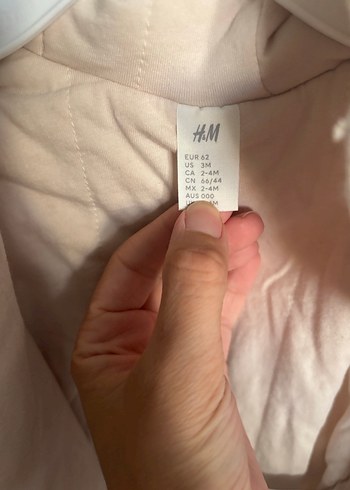 H&M
EUR 62
US 3M
CA 2-4M
CN 66/44
MX 2-4M
AUS 000